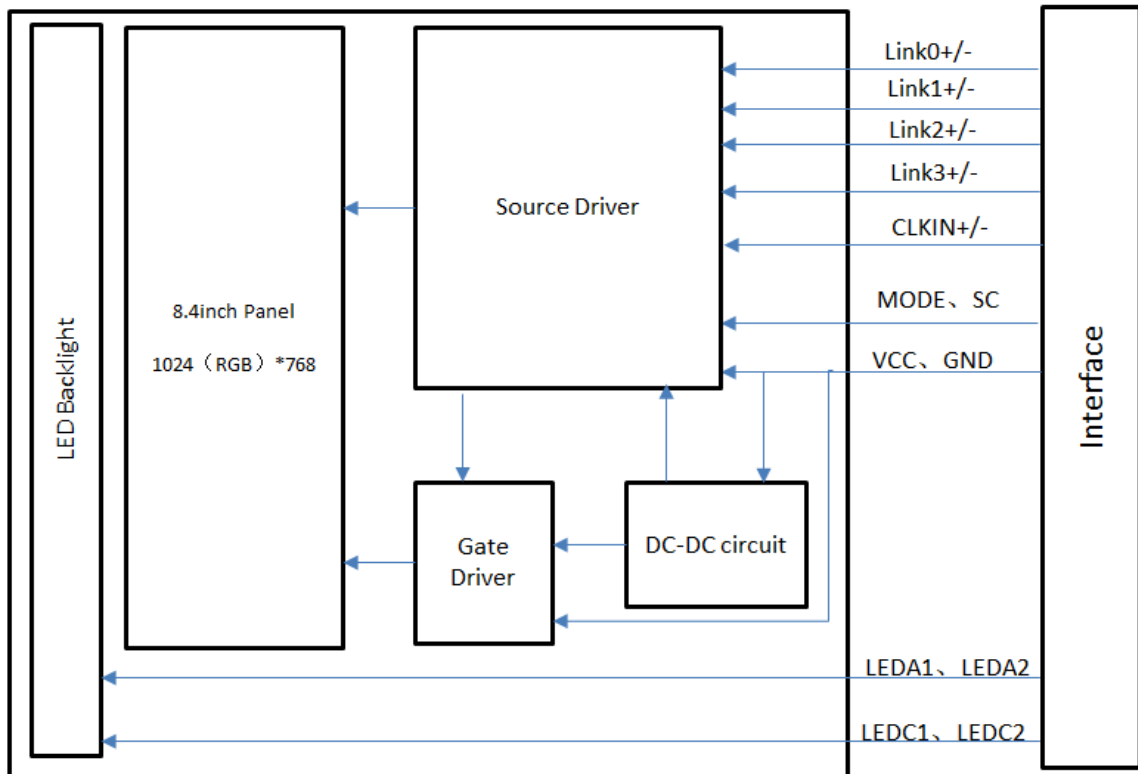 LED Backlight
8.4inch Panel
1024（RGB）*768
Source Driver
Gate
Driver
DC-DC circuit
Link0+/-
Link1+/-
Link2+/-
Link3+/-
CLKIN+/-
MODE、SC
VCC、GND
LEDA1、LEDA2
LEDC1、LEDC2
Interface